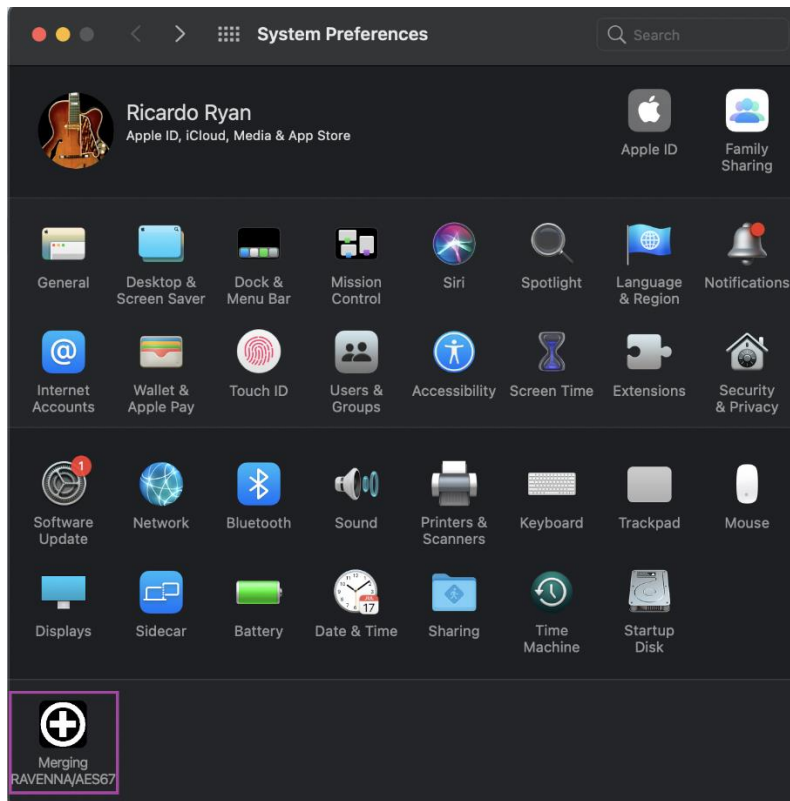 System Preferences
Search
Ricardo Ryan
Apple ID, iCloud, Media & App Store
Apple ID
Family
Sharing
General
Desktop &
Screen Saver
Dock &
Menu Bar
Mission
Control
Siri
Spotlight
Language
& Region
Notifications
Internet
Accounts
Wallet &
Apple Pay
Touch ID
Users &
Groups
Accessibility
Screen Time
Extensions
Security
& Privacy
1
Software
Update
Network
Bluetooth
Sound
Printers &
Scanners
Keyboard
Trackpad
Mouse
Displays
Sidecar
Battery
JUL
17
Date & Time
Sharing
Time
Machine
Startup
Disk
Merging
RAVENNA/AES67